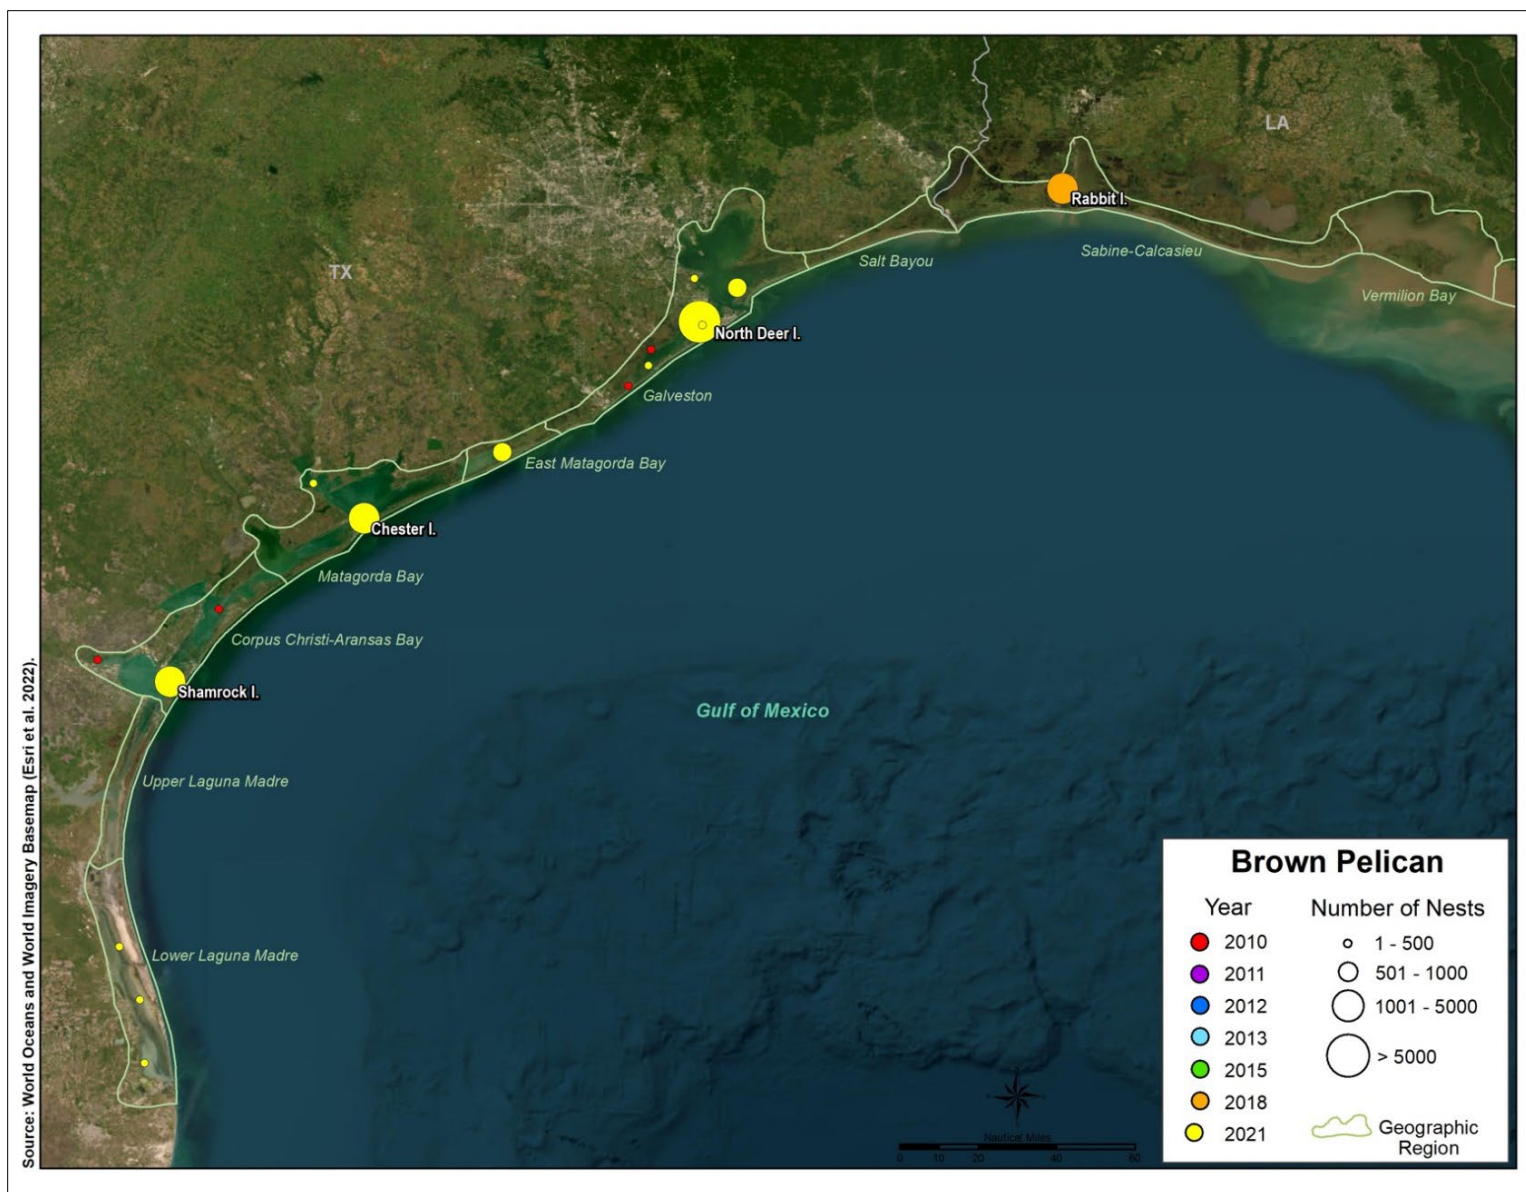 LA
Rabbit I.
TX
Salt Bayou
Sabine-Calcasieu
Vermilion Bay
North Deer I.
Galveston
East Matagorda Bay
Chester I.
Matagorda Bay
Corpus Christi-Aransas Bay
Shamrock I.
Gulf of Mexico
Upper Laguna Madre
Lower Laguna Madre
Source: World Oceans and World Imagery Basemap (Esri et al. 2022).
Nautical Miles
0 10 20 40 60
Brown Pelican
Year
2010
2011
2012
2013
2015
2018
2021
Number of Nests
1 - 500
501 - 1000
1001 - 5000
> 5000
Geographic
Region